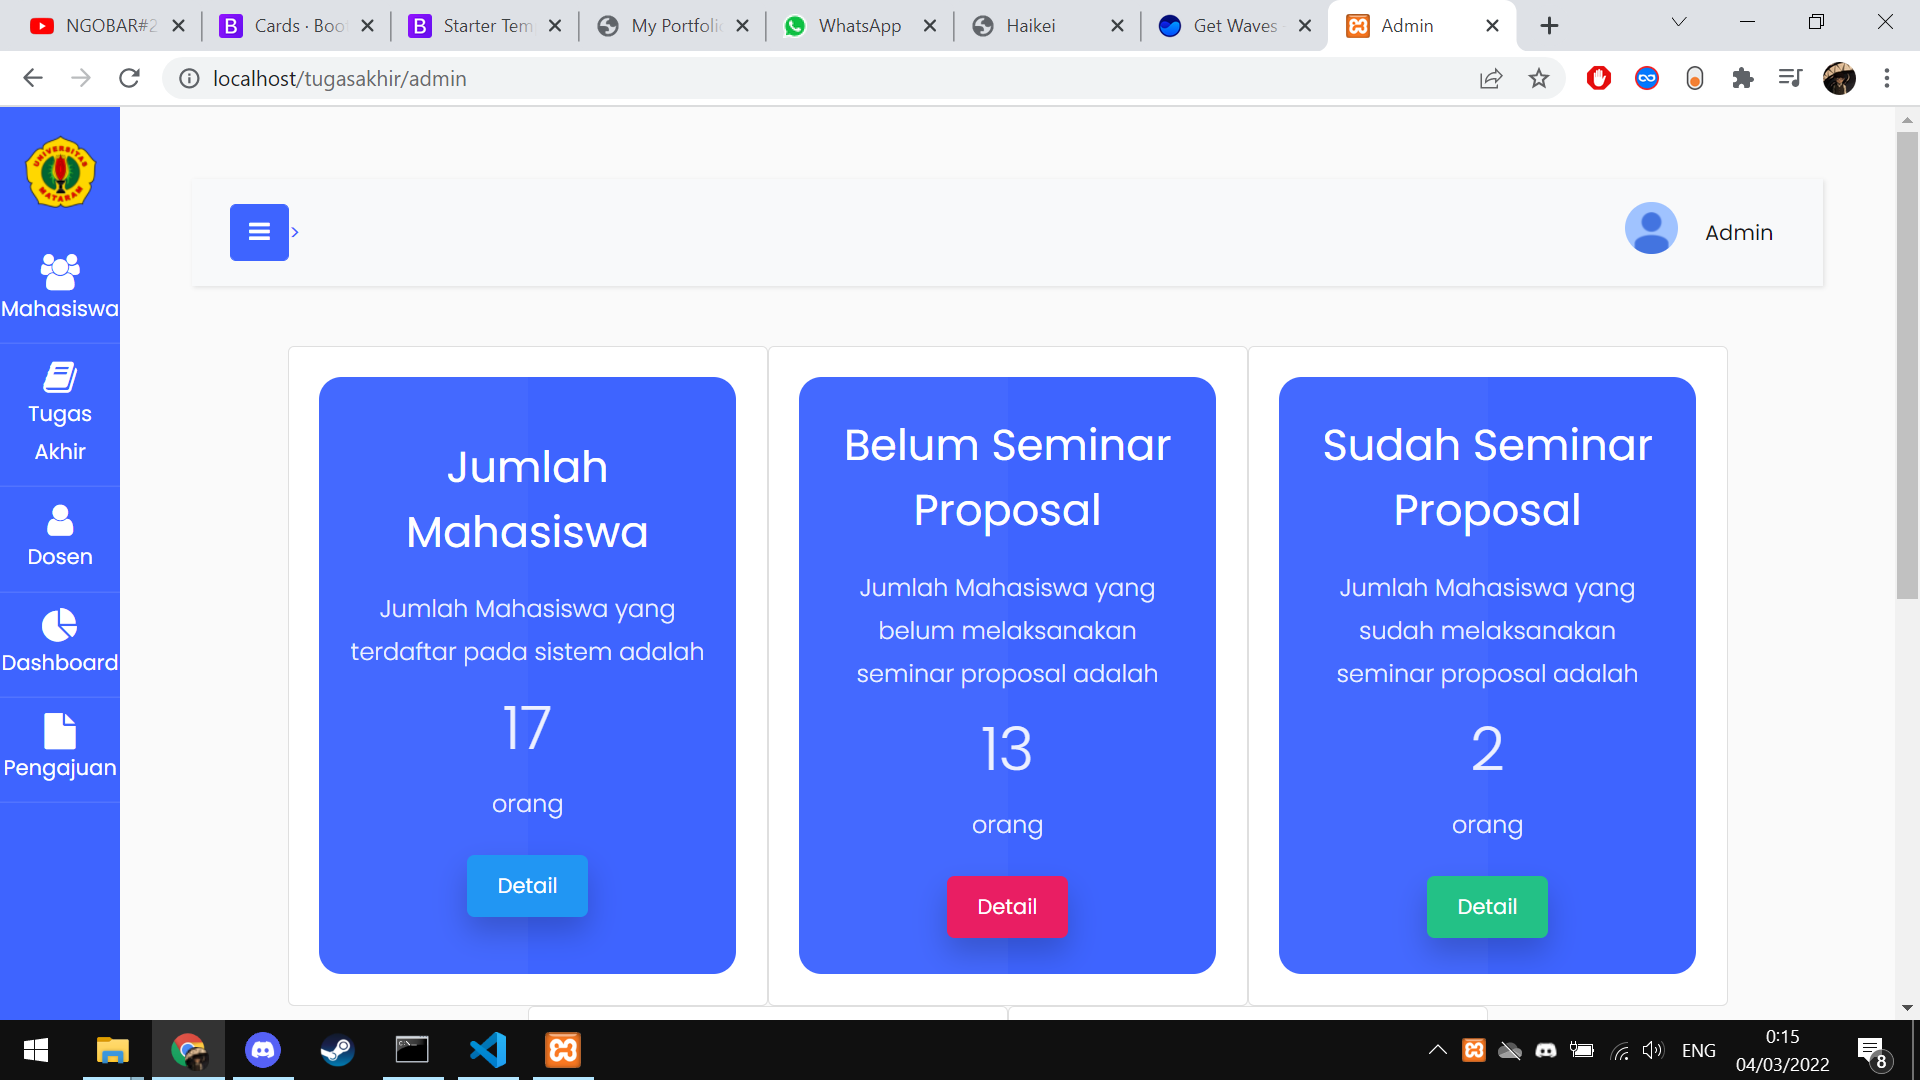 NGOBAR#2
Cards · Boo
Starter Tem
My Portfolio
WhatsApp
Haikei
Get Waves
Admin
localhost/tugasakhir/admin
UNIVERSITAS
MATARAM
Mahasiswa
Tugas
Akhir
Dosen
Dashboard
Pengajuan
>
Admin
Jumlah
Mahasiswa
Jumlah Mahasiswa yang
terdaftar pada sistem adalah
17
orang
Detail
Belum Seminar
Proposal
Jumlah Mahasiswa yang
belum melaksanakan
seminar proposal adalah
13
orang
Detail
Sudah Seminar
Proposal
Jumlah Mahasiswa yang
sudah melaksanakan
seminar proposal adalah
2
orang
Detail
ENG
0:15
04/03/2022
8